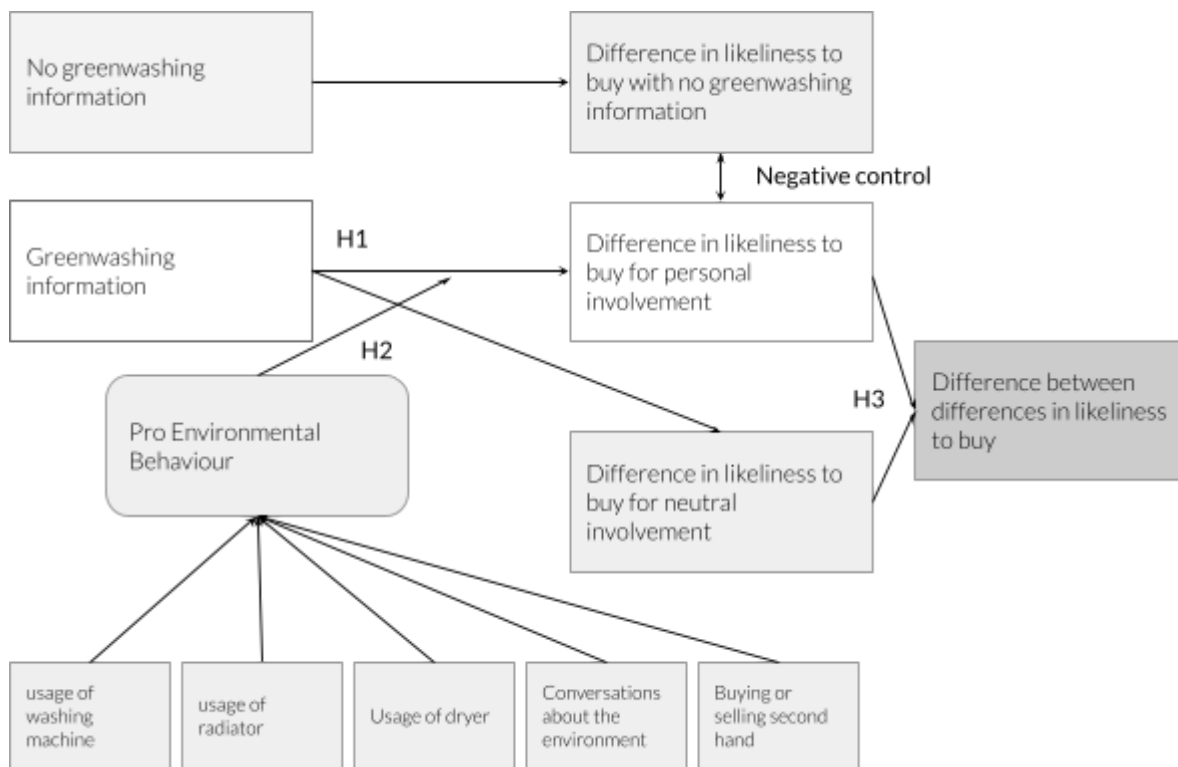 No greenwashing
information
Difference in likeliness to
buy with no greenwashing
information
Negative control
Greenwashing
information
H1
Difference in likeliness to
buy for personal
involvement
H2
H3
Difference between
differences in likeliness
to buy
Pro Environmental
Behaviour
Difference in likeliness to
buy for neutral
involvement
usage of
washing
machine
usage of
radiator
Usage of dryer
Conversations
about the
environment
Buying or
selling second
hand